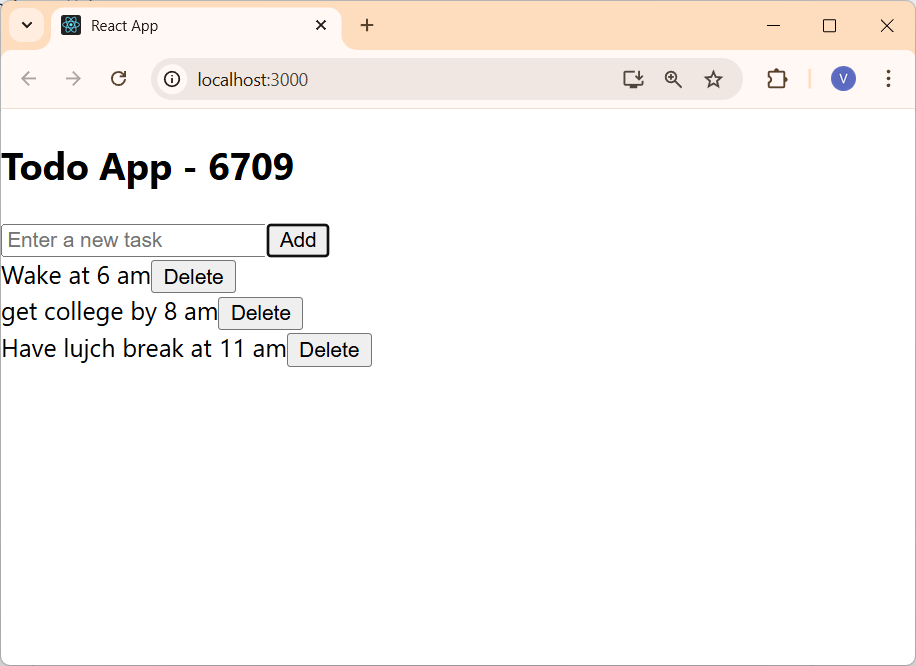 React App
localhost:3000
V
Todo App - 6709
Enter a new task Add
Wake at 6 am Delete
get college by 8 am Delete
Have lujch break at 11 am Delete